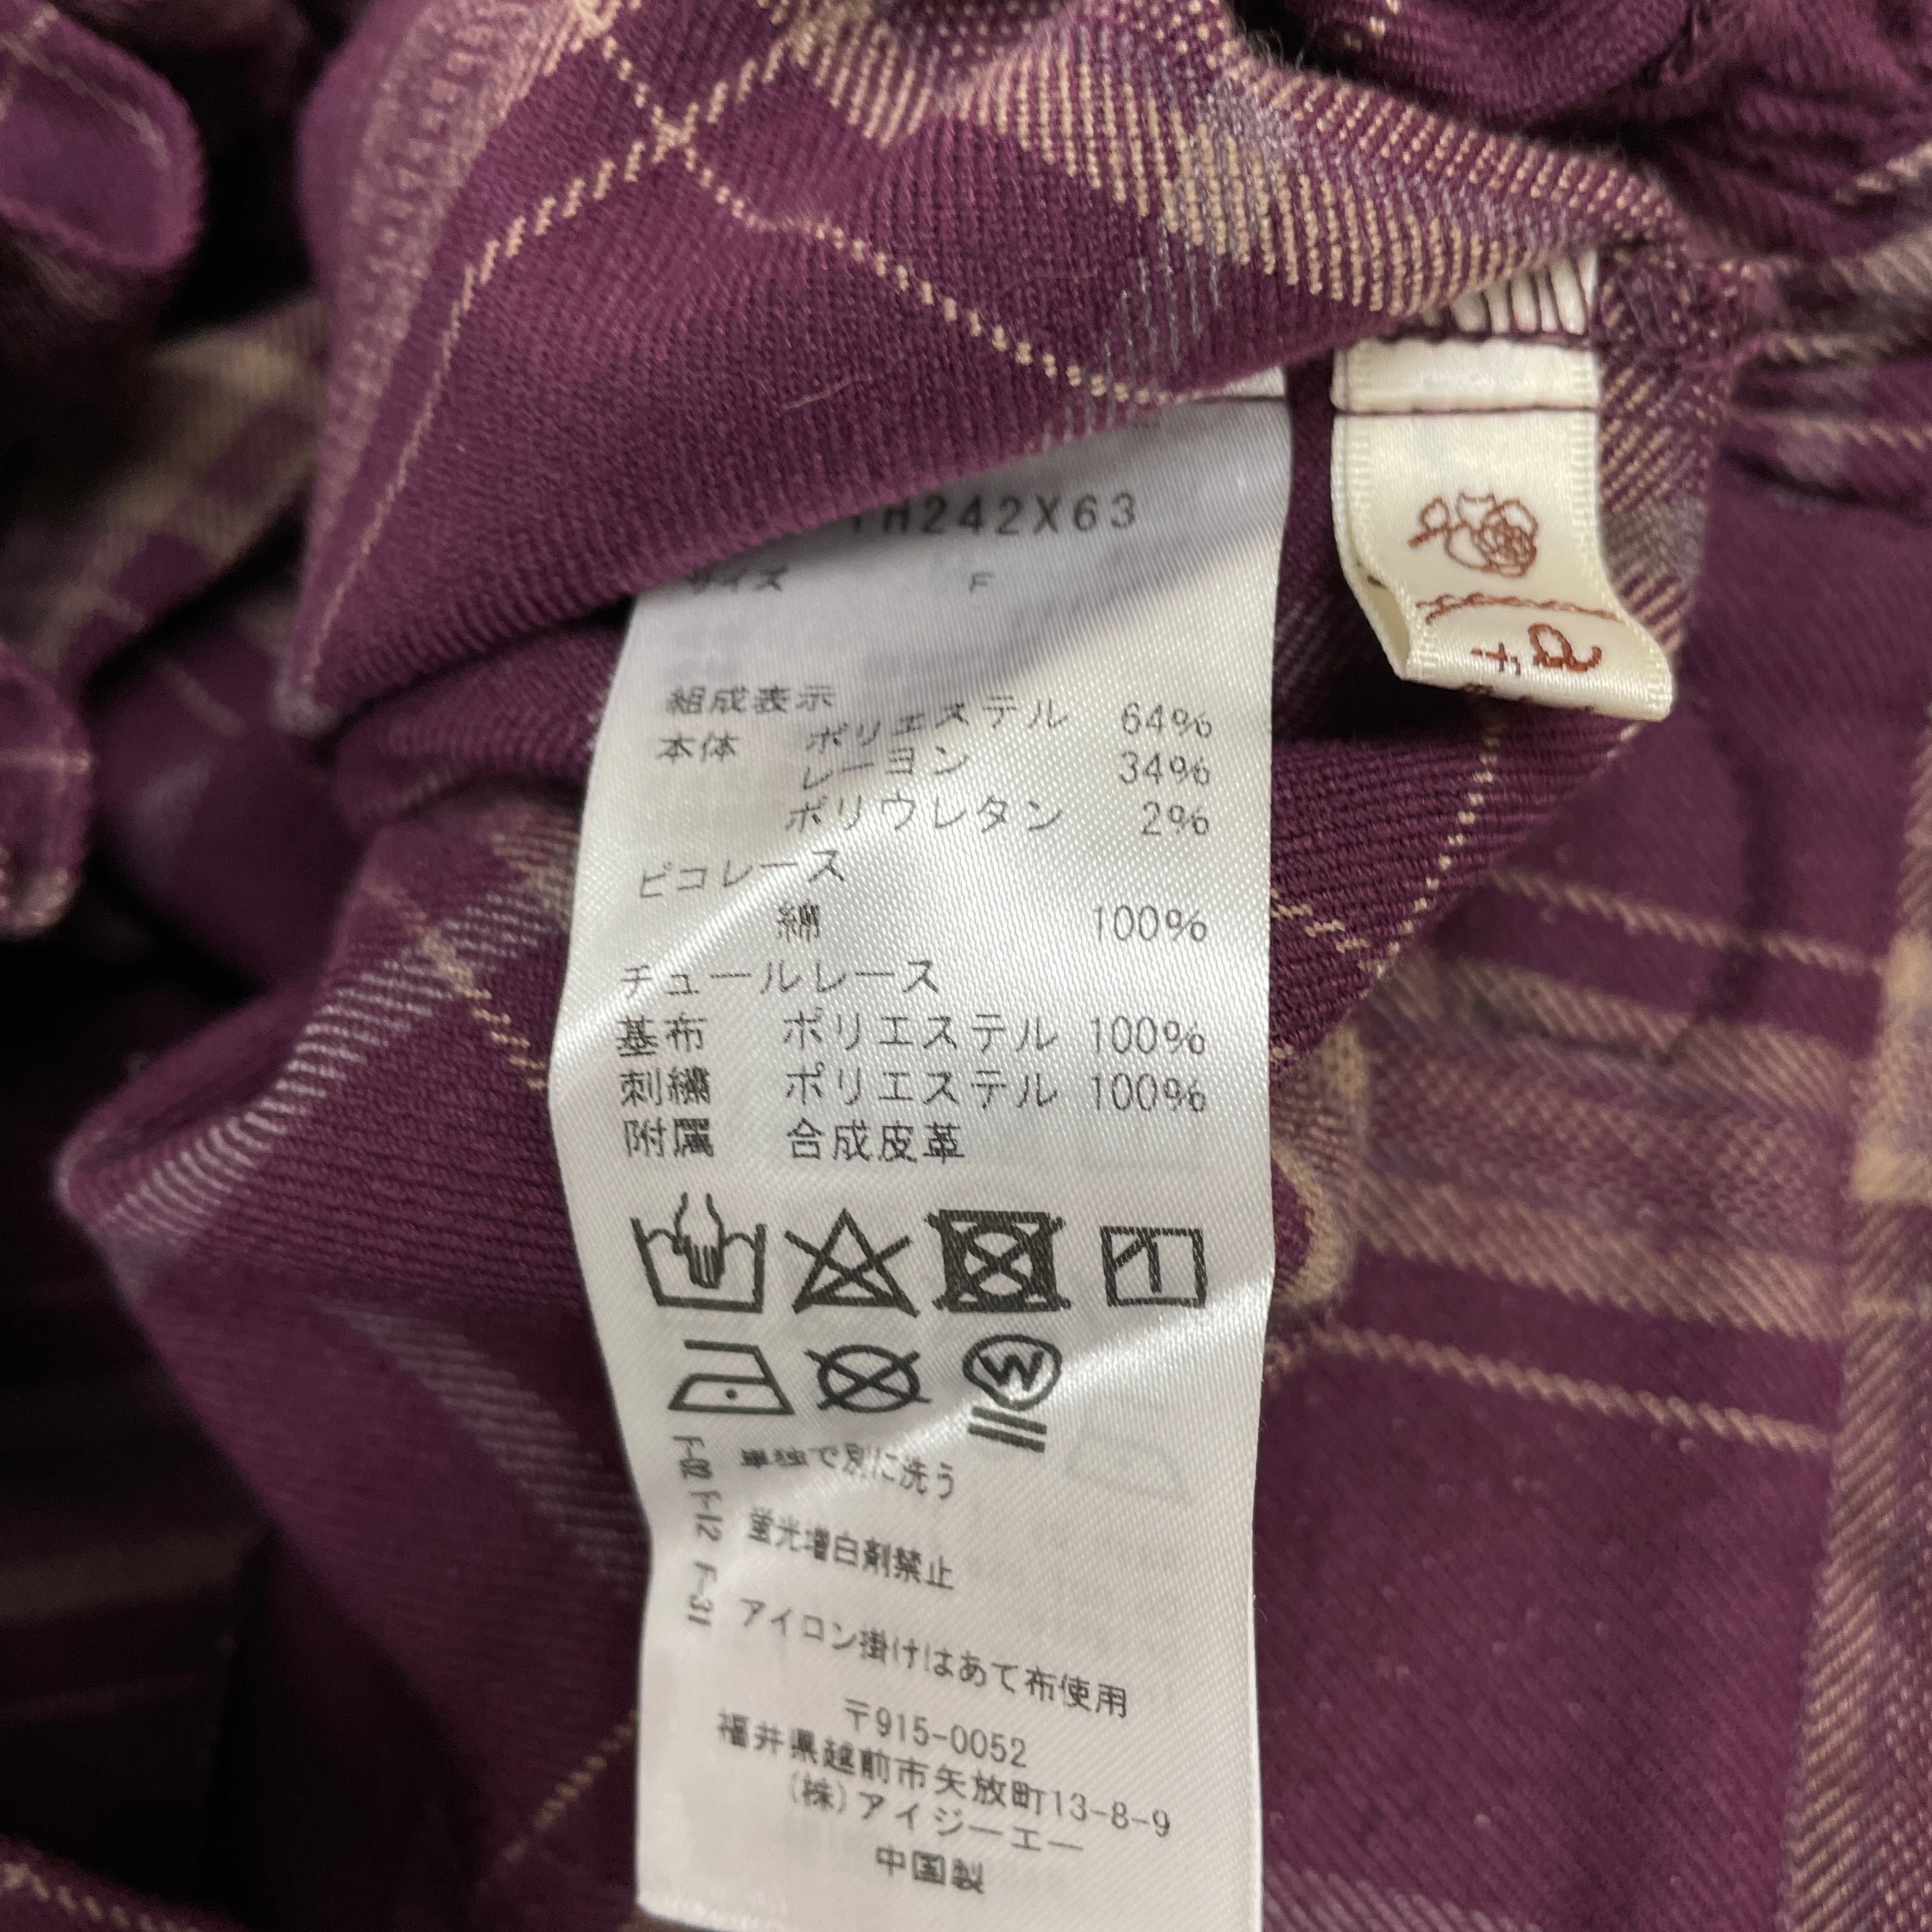 242X63
サイズ F
組成表示
本体 ポリエステル 64%
レーヨン 34%
ポリウレタン 2%
ピコレース
綿 100%
チュールレース
基布 ポリエステル 100%
刺繍 ポリエステル 100%
附属 合成皮革
W
で別に洗う
蛍光増白剤禁止
アイロン掛けはあて布使用
F-12 F-31
〒915-0052
福井県越前市矢放町13-8-9
(株)アイジーエー
中国製